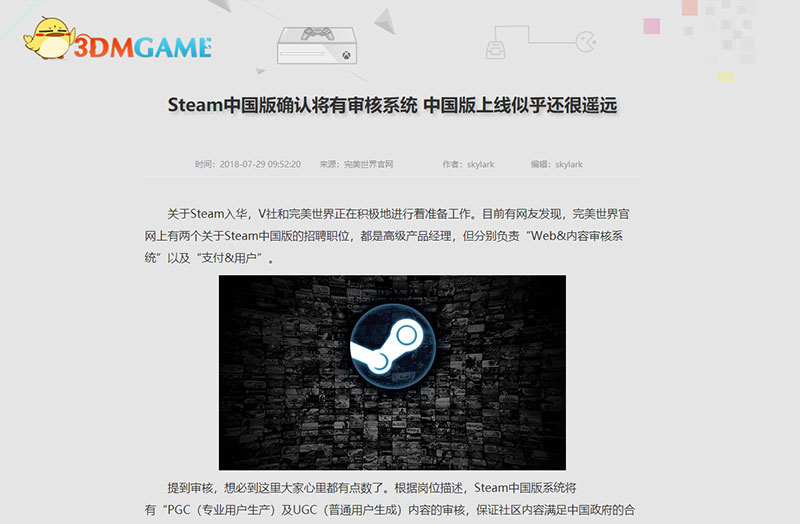 3DMGAME
Steam中国版确认将有审核系统 中国版上线似乎还很遥远
时间：2018-07-29 09:52:20 来源：完美世界官网 作者：skylark 编辑：skylark
关于Steam入华，V社和完美世界正在积极地进行着准备工作。目前有网友发现，完美世界官
网上有两个关于Steam中国版的招聘职位，都是高级产品经理，但分别负责“Web&内容审核系
统”以及“支付&用户”。
提到审核，想必到这里大家心里都有点数了。根据岗位描述，Steam中国版系统将
有“PGC（专业用户生产）及UGC（普通用户生成）内容的审核，保证社区内容满足中国政府的合